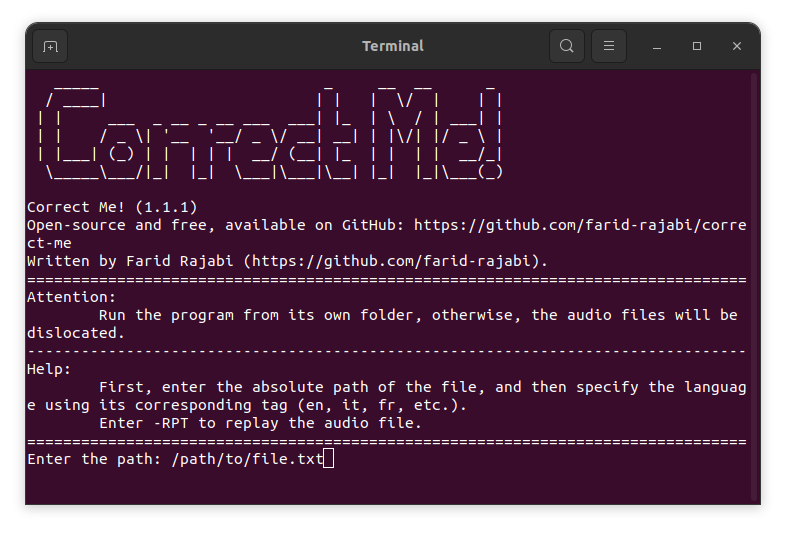 Terminal
Correct Me!
Correct Me! (1.1.1)
Open-source and free, available on GitHub: https://github.com/farid-rajabi/corre
ct-me
Written by Farid Rajabi (https://github.com/farid-rajabi).
================================================================================
Attention:
        Run the program from its own folder, otherwise, the audio files will be
dislocated.
--------------------------------------------------------------------------------
Help:
        First, enter the absolute path of the file, and then specify the languag
e using its corresponding tag (en, it, fr, etc.).
        Enter -RPT to replay the audio file.
================================================================================
Enter the path: /path/to/file.txt